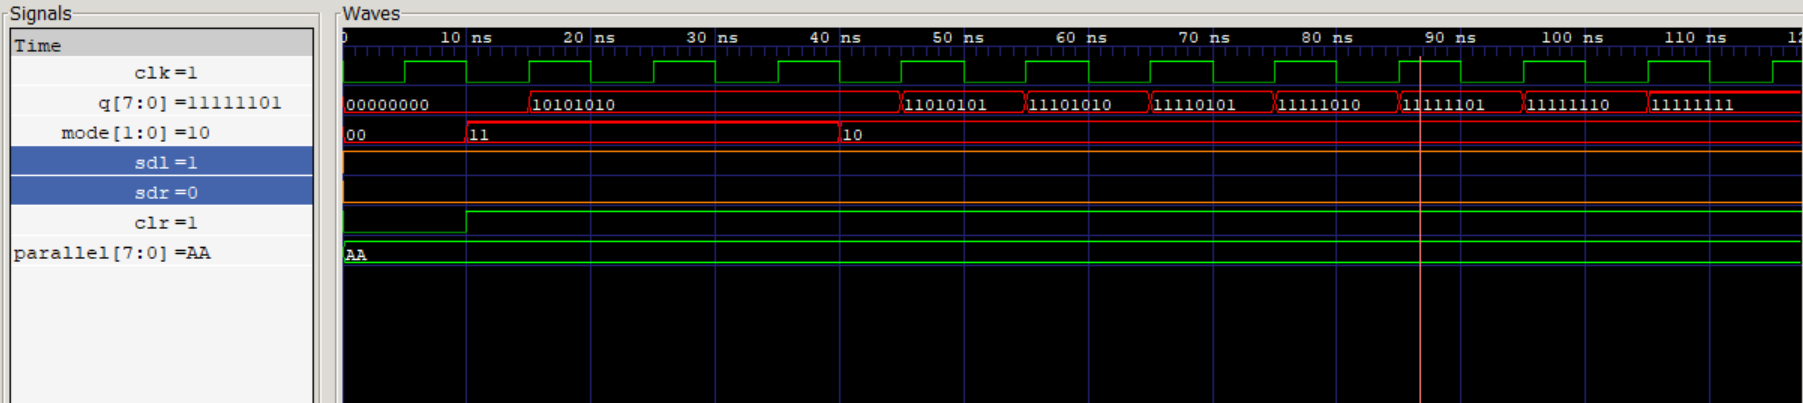 Signals
Waves
Time
0 10 ns 20 ns 30 ns 40 ns 50 ns 60 ns 70 ns 80 ns 90 ns 100 ns 110 ns 12
clk=1
q[7:0]=11111101
00000000 10101010 11010101 11101010 11110101 11111010 11111101 11111110 11111111
mode[1:0]=10
00 11 10
sdl=1
sdr=0
clr=1
parallel[7:0]=AA
AA